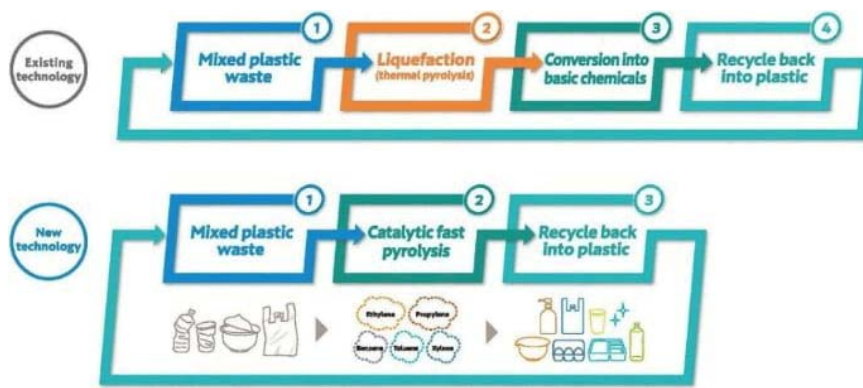 Existing
technology
1
Mixed plastic
waste
2
Liquefaction
(thermal pyrolysis)
3
Conversion into
basic chemicals
4
Recycle back
into plastic
New
technology
1
Mixed plastic
waste
2
Catalytic fast
pyrolysis
3
Recycle back
into plastic
Ethylene
Propylene
Benzene
Toluene
Xylene